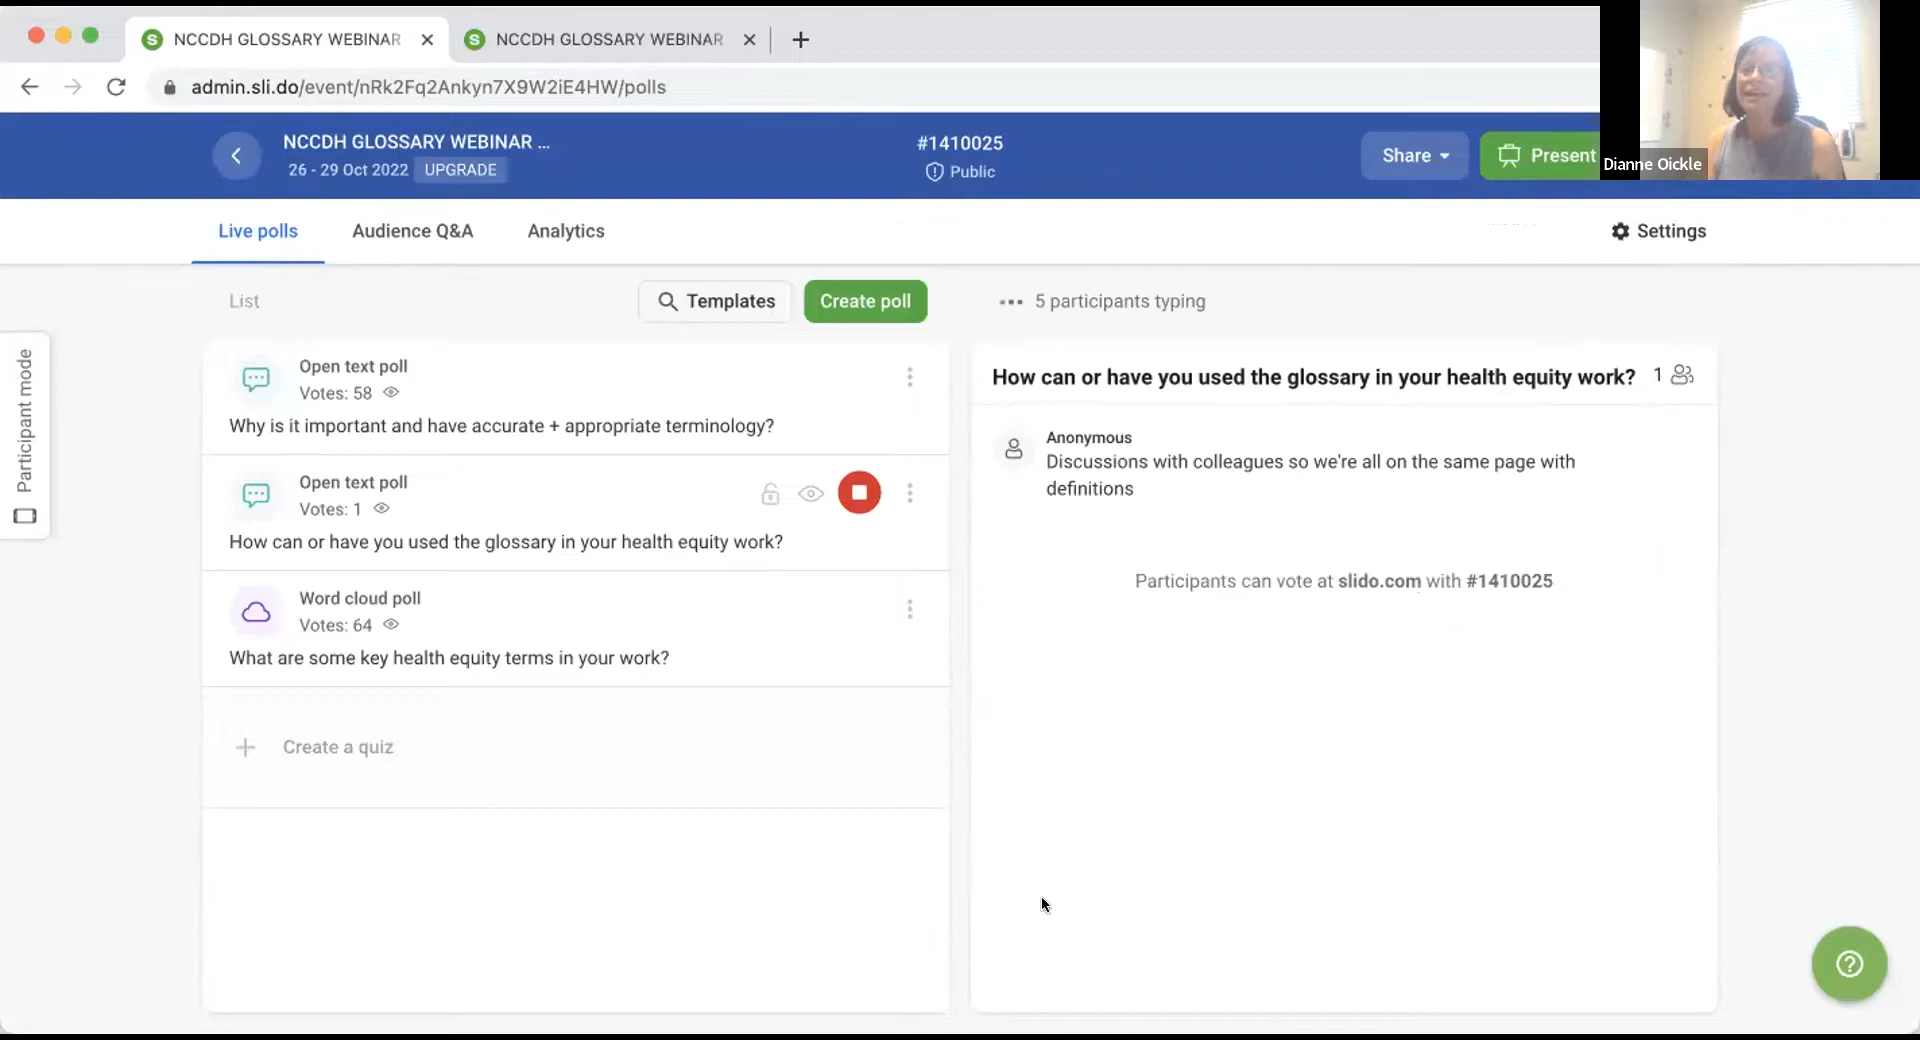 NCCDH GLOSSARY WEBINAR
NCCDH GLOSSARY WEBINAR
admin.sli.do/event/nRk2Fq2Ankyn7X9W2iE4HW/polls
NCCDH GLOSSARY WEBINAR ...
26 - 29 Oct 2022 UPGRADE
#1410025
Public
Share
Present
Dianne Oickle
Live polls
Audience Q&A
Analytics
Settings
List
Templates
Create poll
5 participants typing
Participant mode
Open text poll
Votes: 58
Why is it important and have accurate + appropriate terminology?
Open text poll
Votes: 1
How can or have you used the glossary in your health equity work?
Word cloud poll
Votes: 64
What are some key health equity terms in your work?
Create a quiz
How can or have you used the glossary in your health equity work? 1
Anonymous
Discussions with colleagues so we're all on the same page with
definitions
Participants can vote at slido.com with #1410025